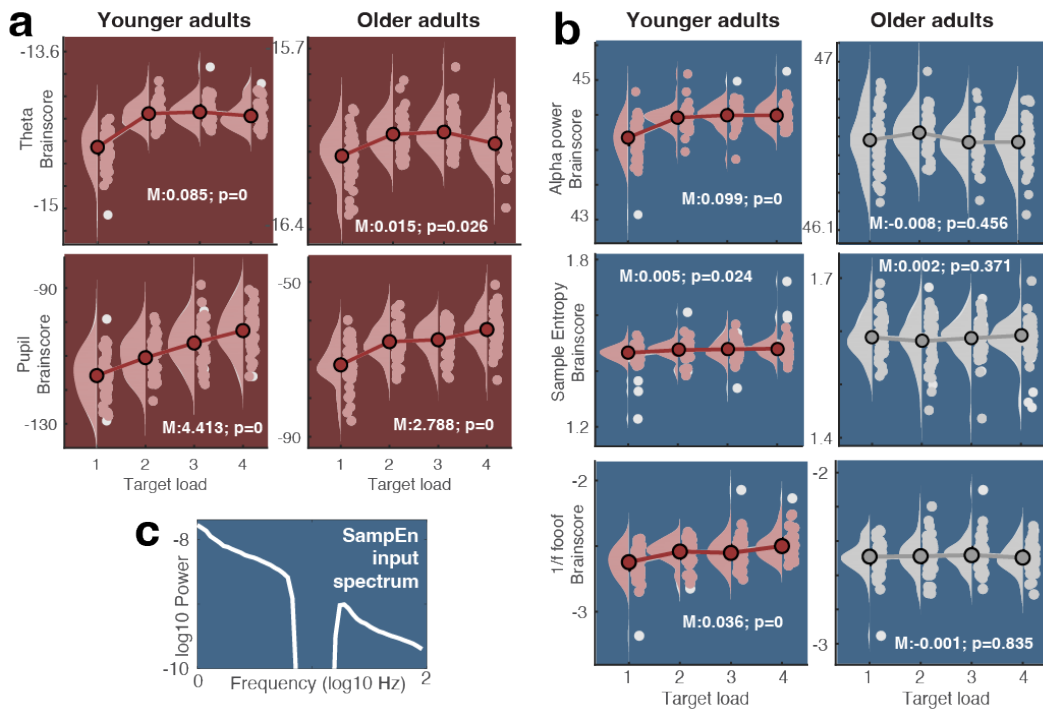 a
Younger adults
Older adults
-13.6
Theta
Brainscore
-15
M:0.085; p=0
15.7
16.4
M:0.015; p=0.026
-90
Pupil
Brainscore
-130
M:4.413; p=0
-50
-90
M:2.788; p=0
1 2 3 4
Target load
1 2 3 4
Target load
b
Younger adults
Older adults
45
Alpha power
Brainscore
43
M:0.099; p=0
47
46.1
M:-0.008; p=0.456
1.8
Sample Entropy
Brainscore
1.2
M:0.005; p=0.024
1.7
1.4
M:0.002; p=0.371
-2
1/f fooof
Brainscore
-3
M:0.036; p=0
-2
-3
M:-0.001; p=0.835
1 2 3 4
Target load
1 2 3 4
Target load
c
-8
log10 Power
-10
SampEn
input
spectrum
0 2
Frequency (log10 Hz)